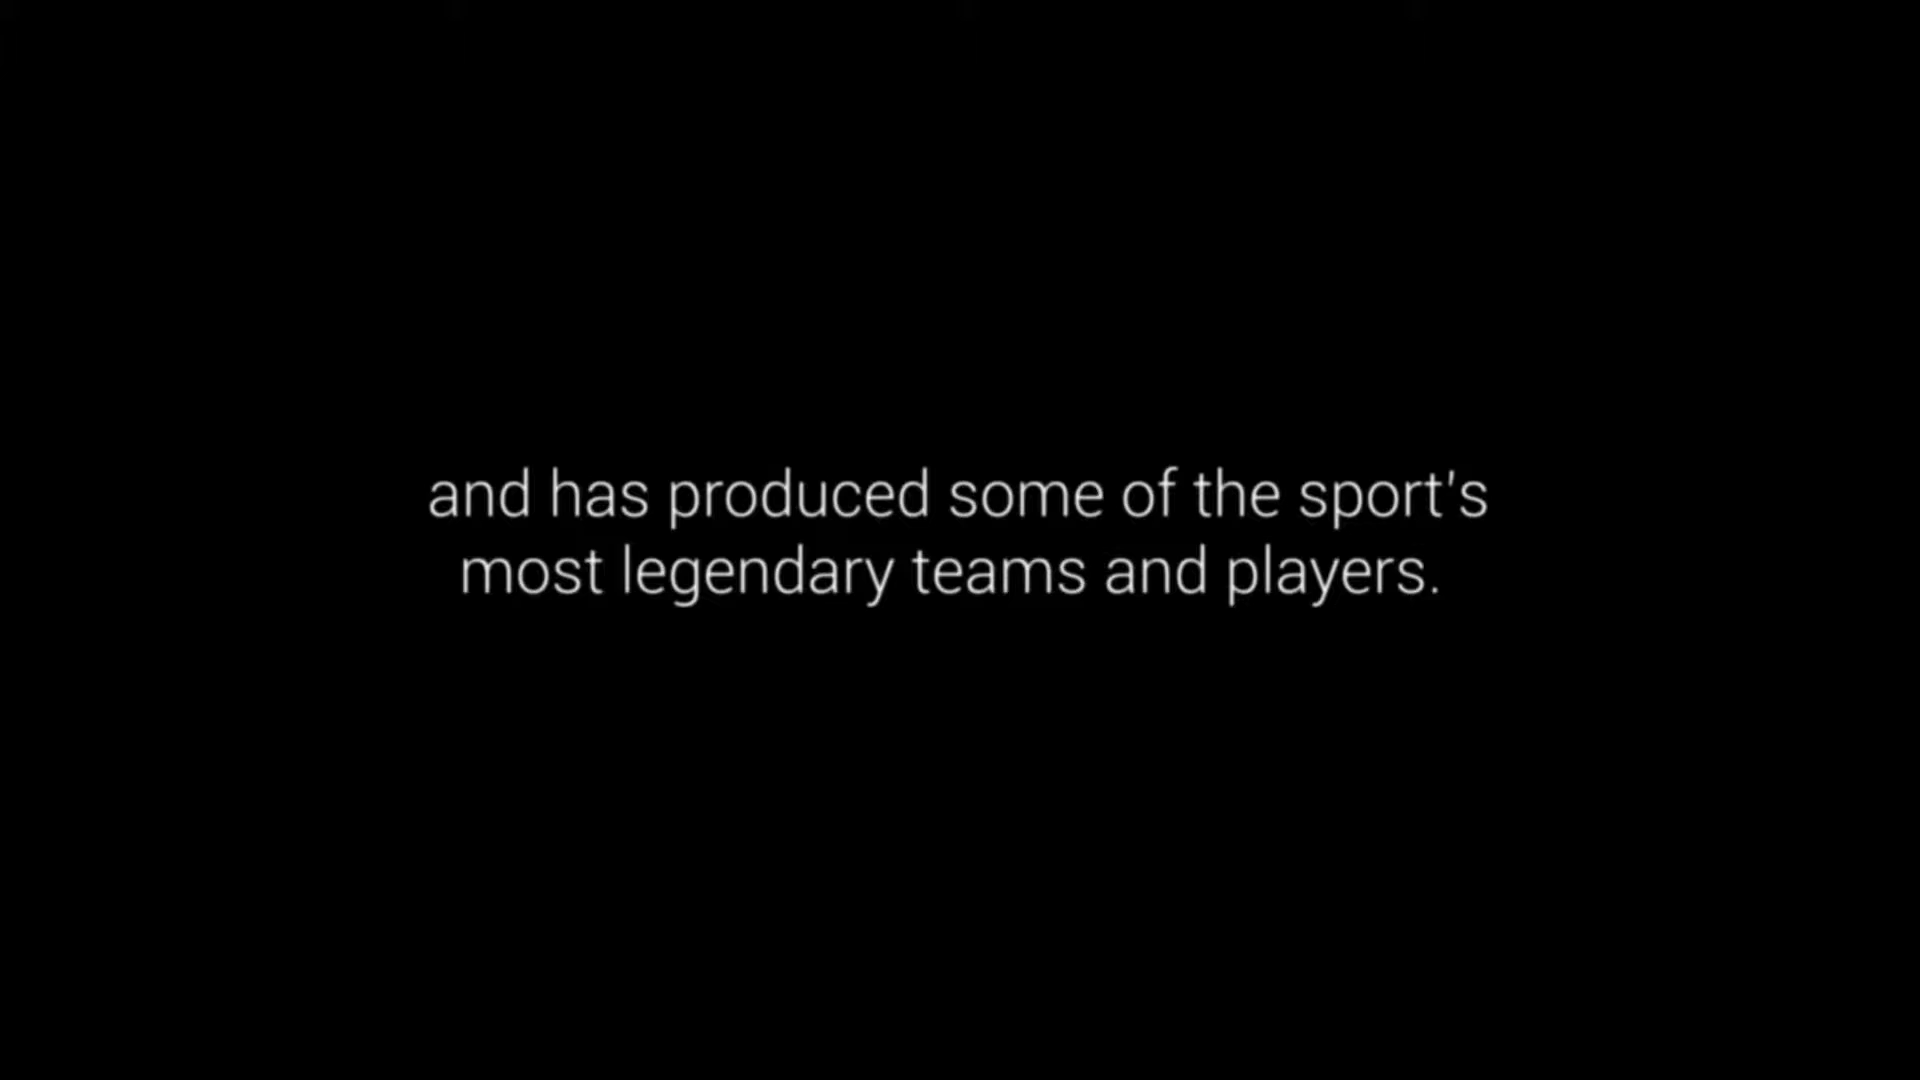 and has produced some of the sport's
most legendary teams and players.